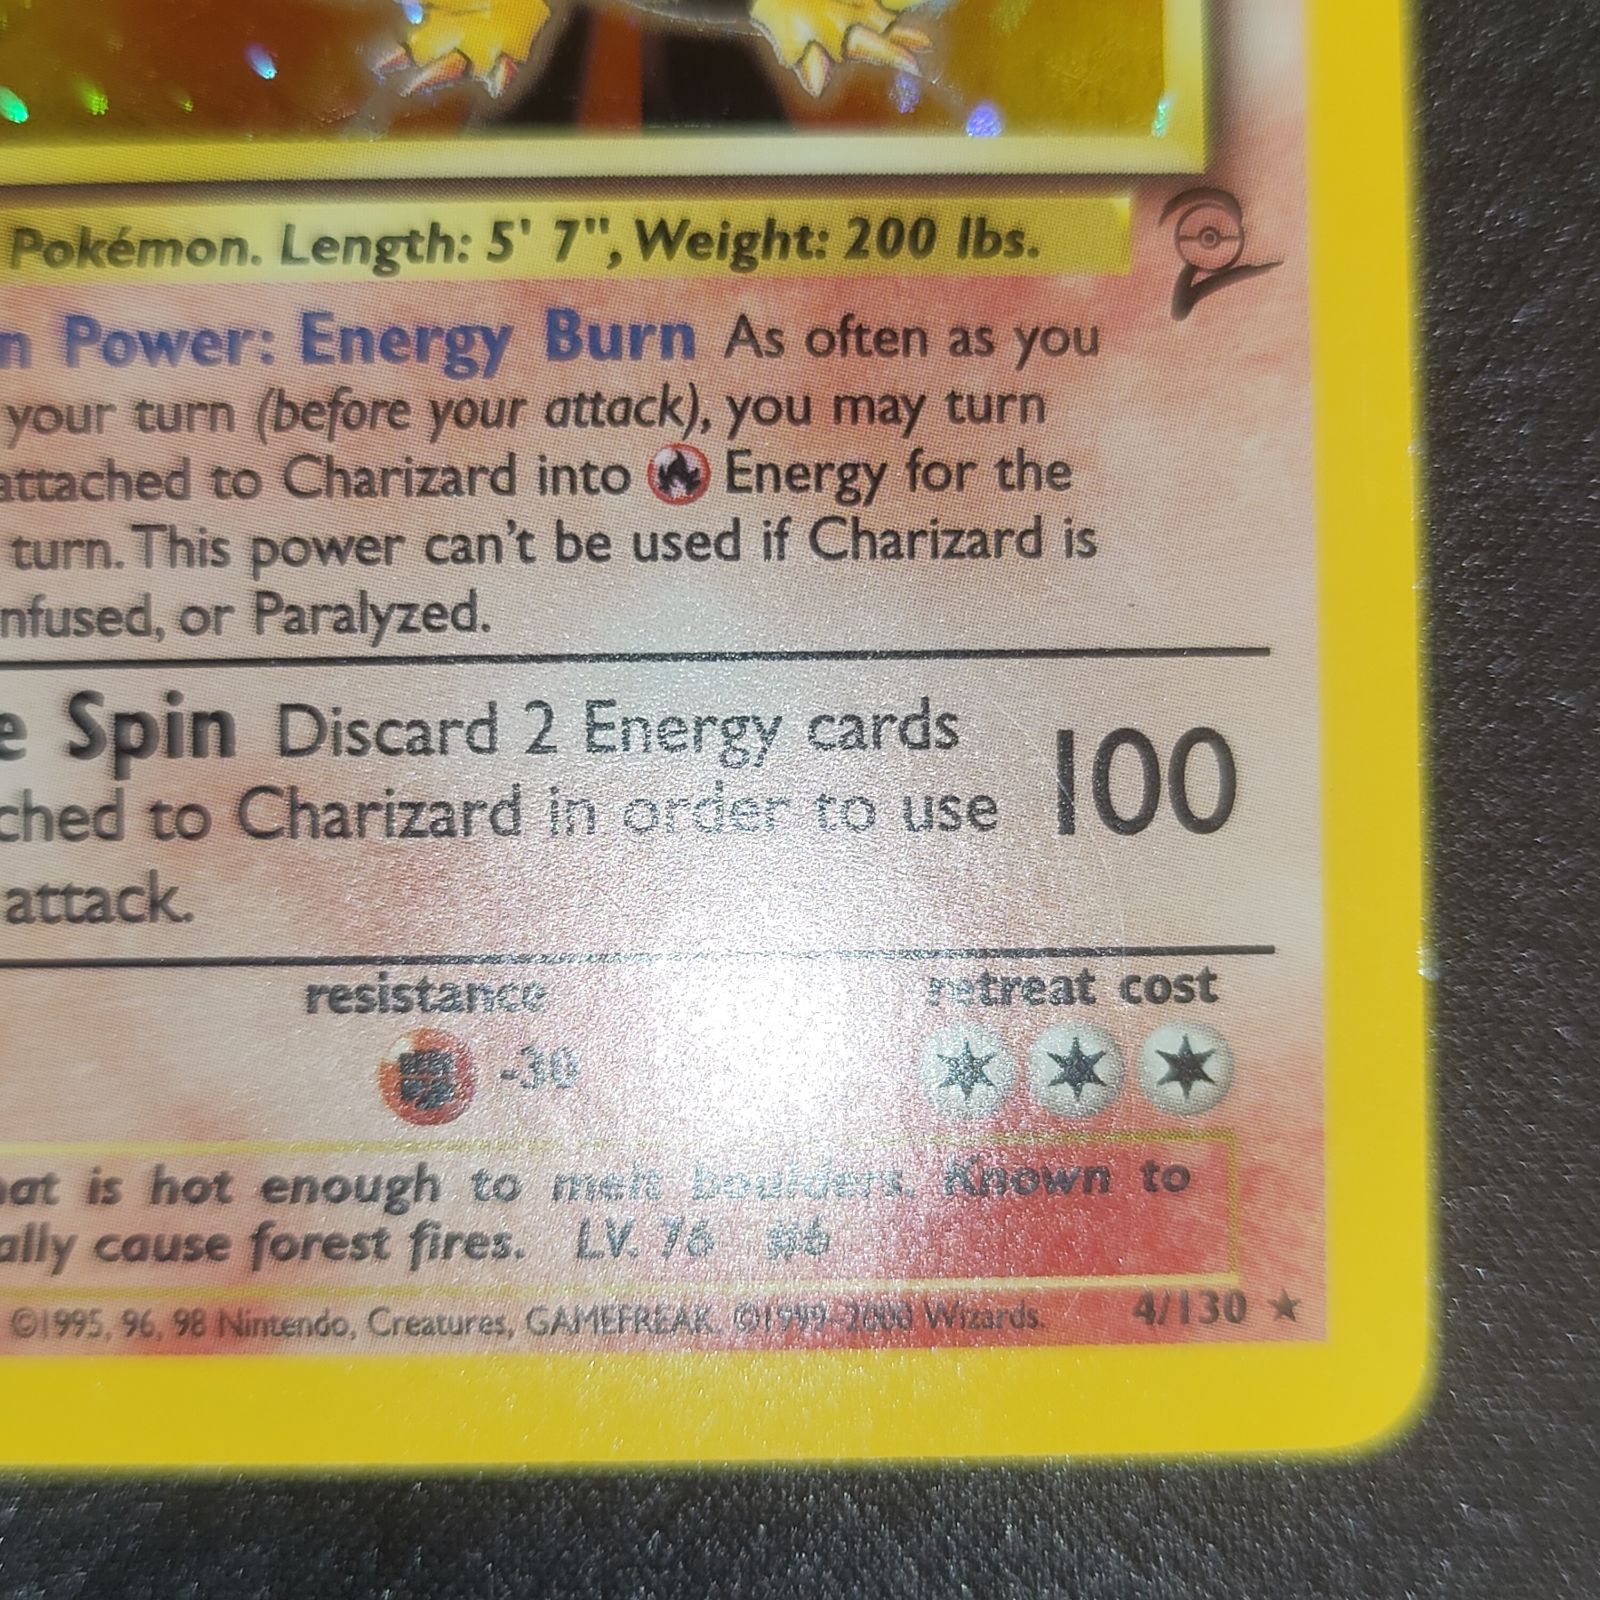 Pokémon. Length: 5' 7", Weight: 200 lbs.
n Power: Energy Burn As often as you
your turn (before your attack), you may turn
attached to Charizard into Energy for the
turn. This power can't be used if Charizard is
nfused, or Paralyzed.
e Spin Discard 2 Energy cards
ched to Charizard in order to use 100
attack.
resistance retreat cost
-30
at is hot enough to melt boulders. Known to
ally cause forest fires. LV. 76 #6
©1995, 96, 98 Nintendo, Creatures, GAMEFREAK. ©1999-2000 Wizards. 4/130 ★